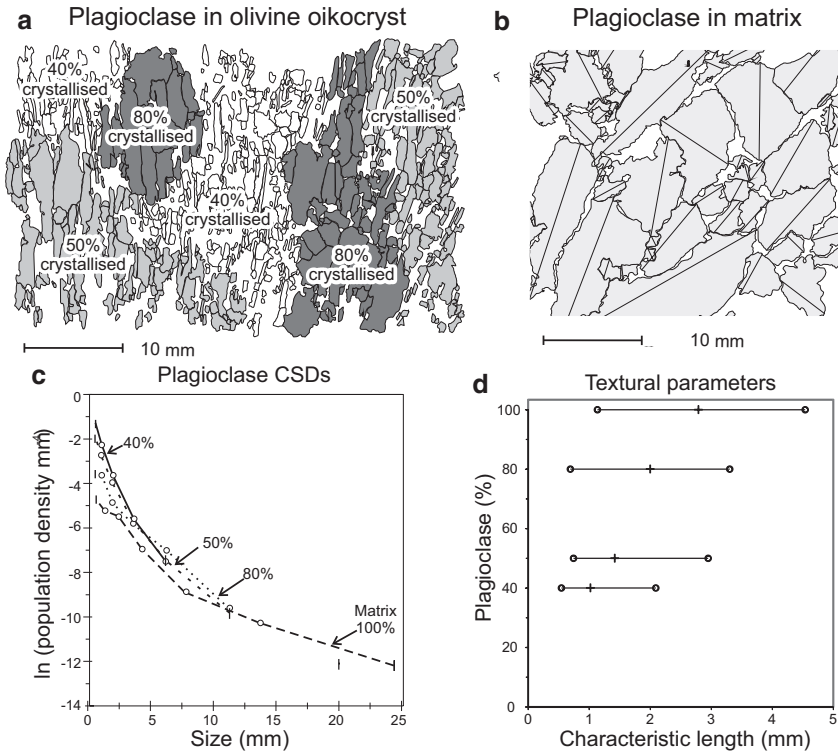 a Plagioclase in olivine oikocryst
40%
crystallised
80%
crystallised
50%
crystallised
40%
crystallised
50%
crystallised
80%
crystallised
10 mm
b Plagioclase in matrix
10 mm
c Plagioclase CSDs
ln (population density mm⁻⁴)
0
-2
-4
-6
-8
-10
-12
-14
40%
50%
80%
Matrix
100%
0
5
10
15
20
25
Size (mm)
d Textural parameters
Plagioclase (%)
100
80
60
40
20
0
0
1
2
3
4
5
Characteristic length (mm)